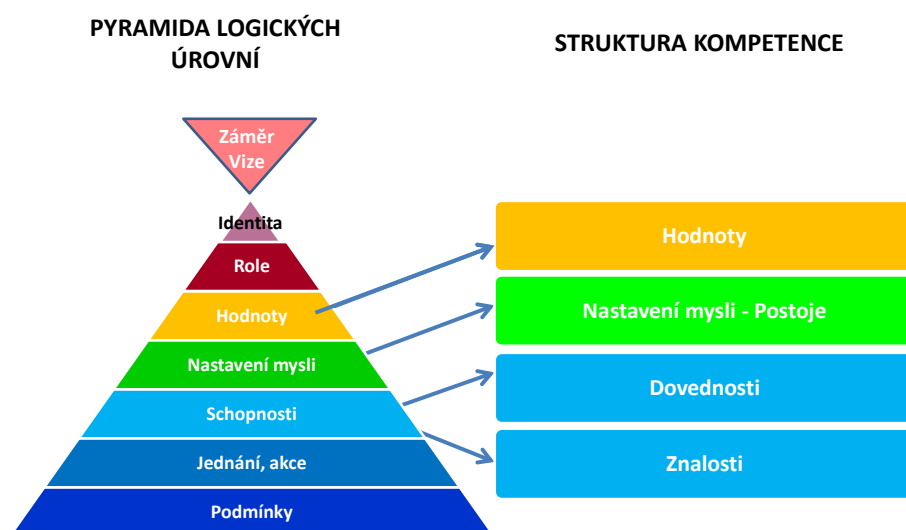 PYRAMIDA LOGICKÝCH
ÚROVNÍ
STRUKTURA KOMPETENCE
Záměr
Vize
Identita
Role
Hodnoty
Nastavení mysli
Schopnosti
Jednání, akce
Podmínky
Hodnoty
Nastavení mysli - Postoje
Dovednosti
Znalosti